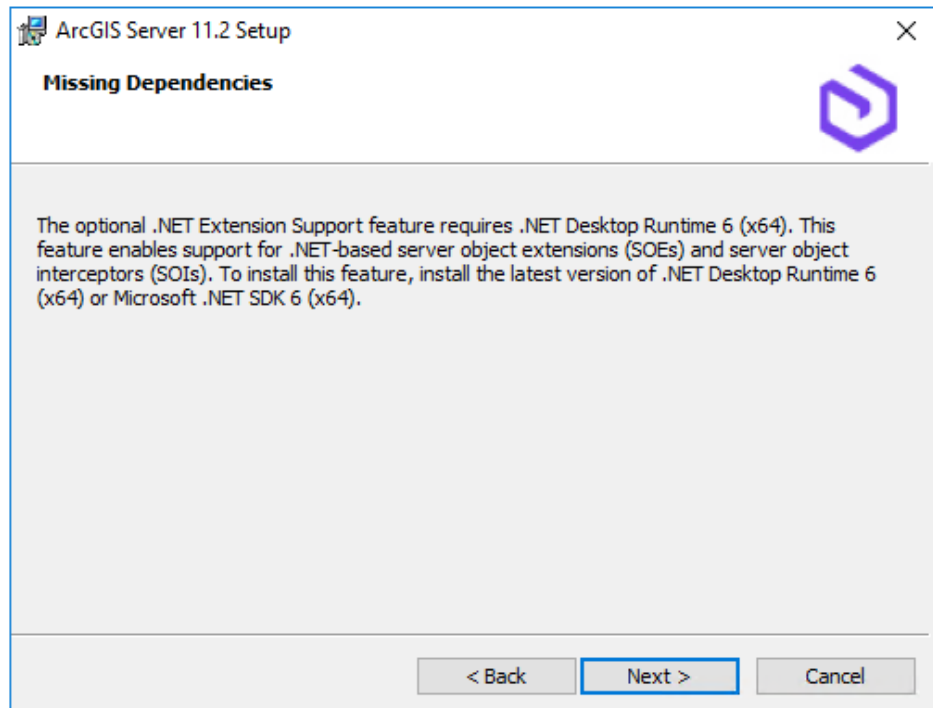 ArcGIS Server 11.2 Setup
Missing Dependencies
The optional .NET Extension Support feature requires .NET Desktop Runtime 6 (x64). This
feature enables support for .NET-based server object extensions (SOEs) and server object
interceptors (SOIs). To install this feature, install the latest version of .NET Desktop Runtime 6
(x64) or Microsoft .NET SDK 6 (x64).
< Back
Next >
Cancel